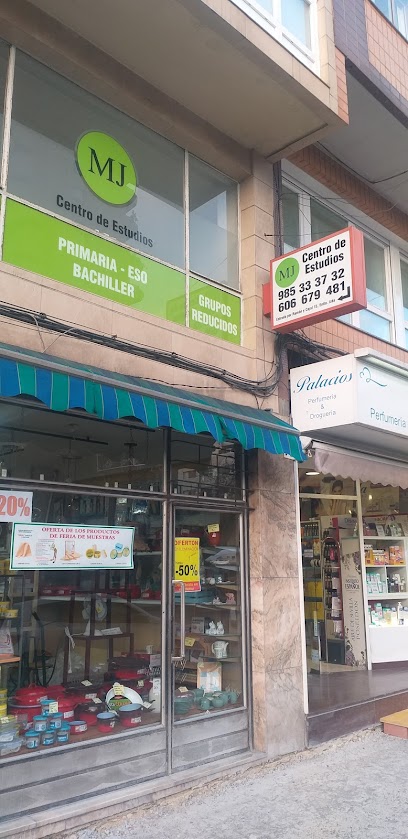 MJ
Centro de Estudios
PRIMARIA - ESO
BACHILLER
GRUPOS
REDUCIDOS
MJ
Centro de
Estudios
985 33 37 32
606 679 481
Palacios
Perfumería
&
Droguería
Perfumería
20%
OFERTA DE LOS PRODUCTOS
DE FERIA DE MUESTRAS
OFERTON
-50%